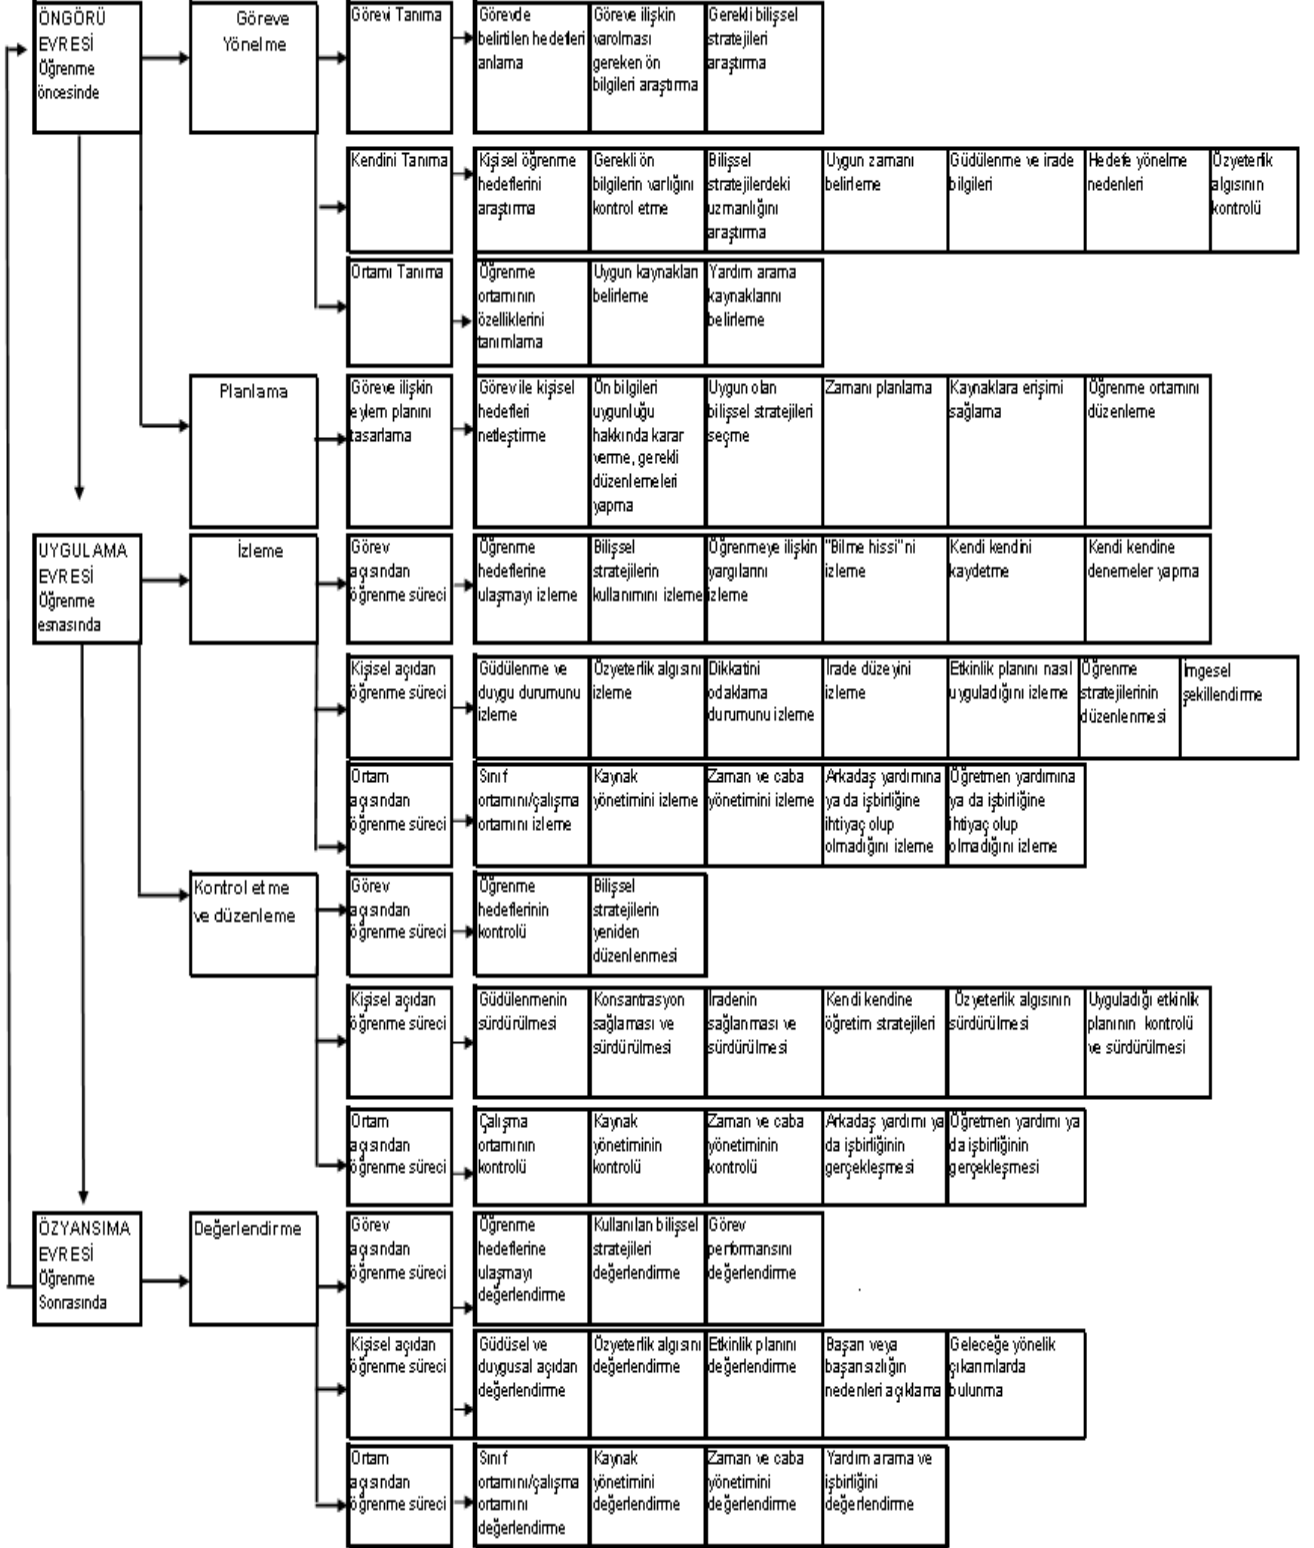 ÖNGÖRÜ
EVRESİ
Öğrenme
öncesinde
Göreve
Yönelme
Görevi Tanıma
Görevde
belirtilen hedefleri
anlama
Göreve ilişkin
varolması
gereken ön
bilgileri araştırma
Gerekli bilişsel
stratejileri
araştırma
Kendini Tanıma
Kişisel öğrenme
hedeflerini
araştırma
Gerekli ön
bilgilerin varlığını
kontrol etme
Bilişsel
stratejilerdeki
uzmanlığını
araştırma
Uygun zamanı
belirleme
Güdülenme ve irade
bilgileri
Hedefe yönelme
nedenleri
Özyeterlik
algısının
kontrolü
Ortamı Tanıma
Öğrenme
ortamının
özelliklerini
tanımlama
Uygun kaynakları
belirleme
Yardım arama
kaynaklarını
belirleme
Planlama
Göreve ilişkin
eylem planını
tasarlama
Görev ile kişisel
hedefleri
netleştirme
Ön bilgileri
uygunluğu
hakkında karar
verme, gerekli
düzenlemeleri
yapma
Uygun olan
bilişsel stratejileri
seçme
Zamanı planlama
Kaynaklara erişimi
sağlama
Öğrenme ortamını
düzenleme
UYGULAMA
EVRESİ
Öğrenme
esnasında
İzleme
Görev
açısından
öğrenme süreci
Öğrenme
hedeflerine
ulaşmayı izleme
Bilişsel
stratejilerin
kullanımını izleme
Öğrenmeye ilişkin
yargılarını
izleme
"Bilme hissi"ni
izleme
Kendi kendini
kaydetme
Kendi kendine
denemeler yapma
Kişisel açıdan
öğrenme süreci
Güdülenme ve
duygu durumunu
izleme
Özyeterlik algısını
izleme
Dikkatini
odaklama
durumunu izleme
İrade düzeyini
izleme
Etkinlik planını nasıl
uyguladığını izleme
Öğrenme
stratejilerinin
düzenlenmesi
İmgesel
şekillendirme
Ortam
açısından
öğrenme süreci
Sınıf
ortamını/çalışma
ortamını izleme
Kaynak
yönetimini izleme
Zaman ve caba
yönetimini izleme
Arkadaş yardımına
ya da işbirliğine
ihtiyaç olup
olmadığını izleme
Öğretmen yardımına
ya da işbirliğine
ihtiyaç olup
olmadığını izleme
Kontrol etme
ve düzenleme
Görev
açısından
öğrenme süreci
Öğrenme
hedeflerinin
kontrolü
Bilişsel
stratejilerin
yeniden
düzenlenmesi
Kişisel açıdan
öğrenme süreci
Güdülenmenin
sürdürülmesi
Konsantrasyon
sağlaması ve
sürdürülmesi
İradenin
sağlanması ve
sürdürülmesi
Kendi kendine
öğretim stratejileri
Özyeterlik algısının
sürdürülmesi
Uyguladığı etkinlik
planının kontrolü
ve sürdürülmesi
Ortam
açısından
öğrenme süreci
Çalışma
ortamının
kontrolü
Kaynak
yönetiminin
kontrolü
Zaman ve caba
yönetiminin
kontrolü
Arkadaş yardımı ya
da işbirliğinin
gerçekleşmesi
Öğretmen yardımı ya
da işbirliğinin
gerçekleşmesi
ÖZYANSIMA
EVRESİ
Öğrenme
Sonrasında
Değerlendirme
Görev
açısından
öğrenme süreci
Öğrenme
hedeflerine
ulaşmayı
değerlendirme
Kullanılan bilişsel
stratejileri
değerlendirme
Görev
performansını
değerlendirme
Kişisel açıdan
öğrenme süreci
Güdüsel ve
duygusal açıdan
değerlendirme
Özyeterlik algısını
değerlendirme
Etkinlik planını
değerlendirme
Başarı veya
başarısızlığın
nedenleri açıklama
Geleceğe yönelik
çıkarımlarda
bulunma
Ortam
açısından
öğrenme süreci
Sınıf
ortamını/çalışma
ortamını
değerlendirme
Kaynak
yönetimini
değerlendirme
Zaman ve caba
yönetimini
değerlendirme
Yardım arama ve
işbirliğini
değerlendirme